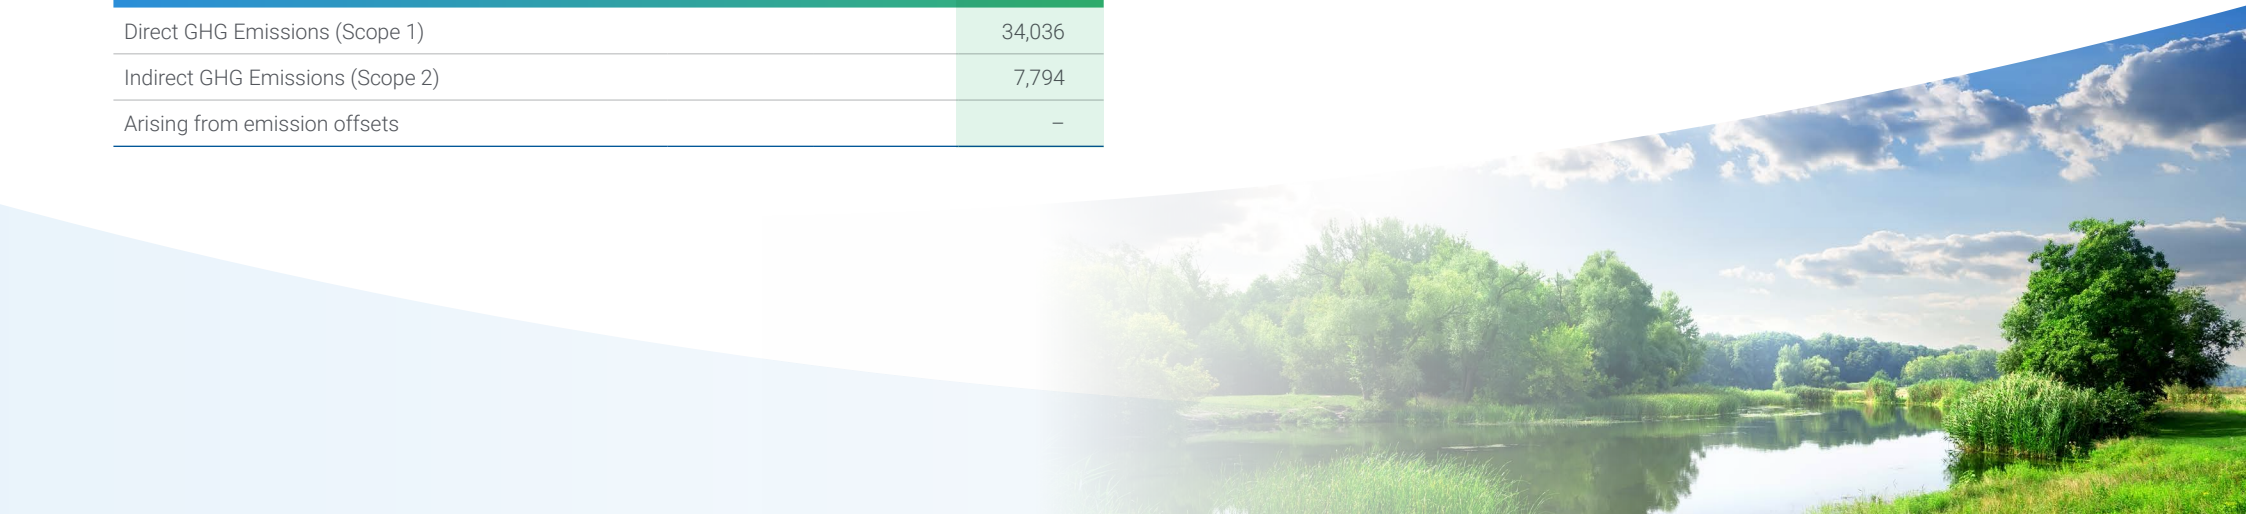 Direct GHG Emissions (Scope 1) 34,036
Indirect GHG Emissions (Scope 2) 7,794
Arising from emission offsets –